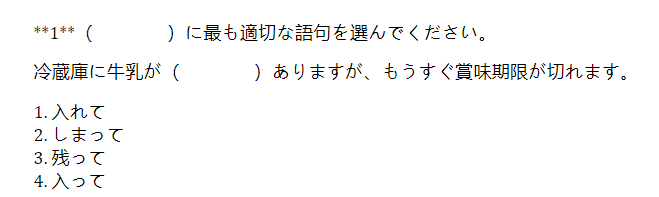 **1**（　　　　）に最も適切な語句を選んでください。
冷蔵庫に牛乳が（　　　　）ありますが、もうすぐ賞味期限が切れます。
1. 入れて
2. しまって
3. 残って
4. 入って